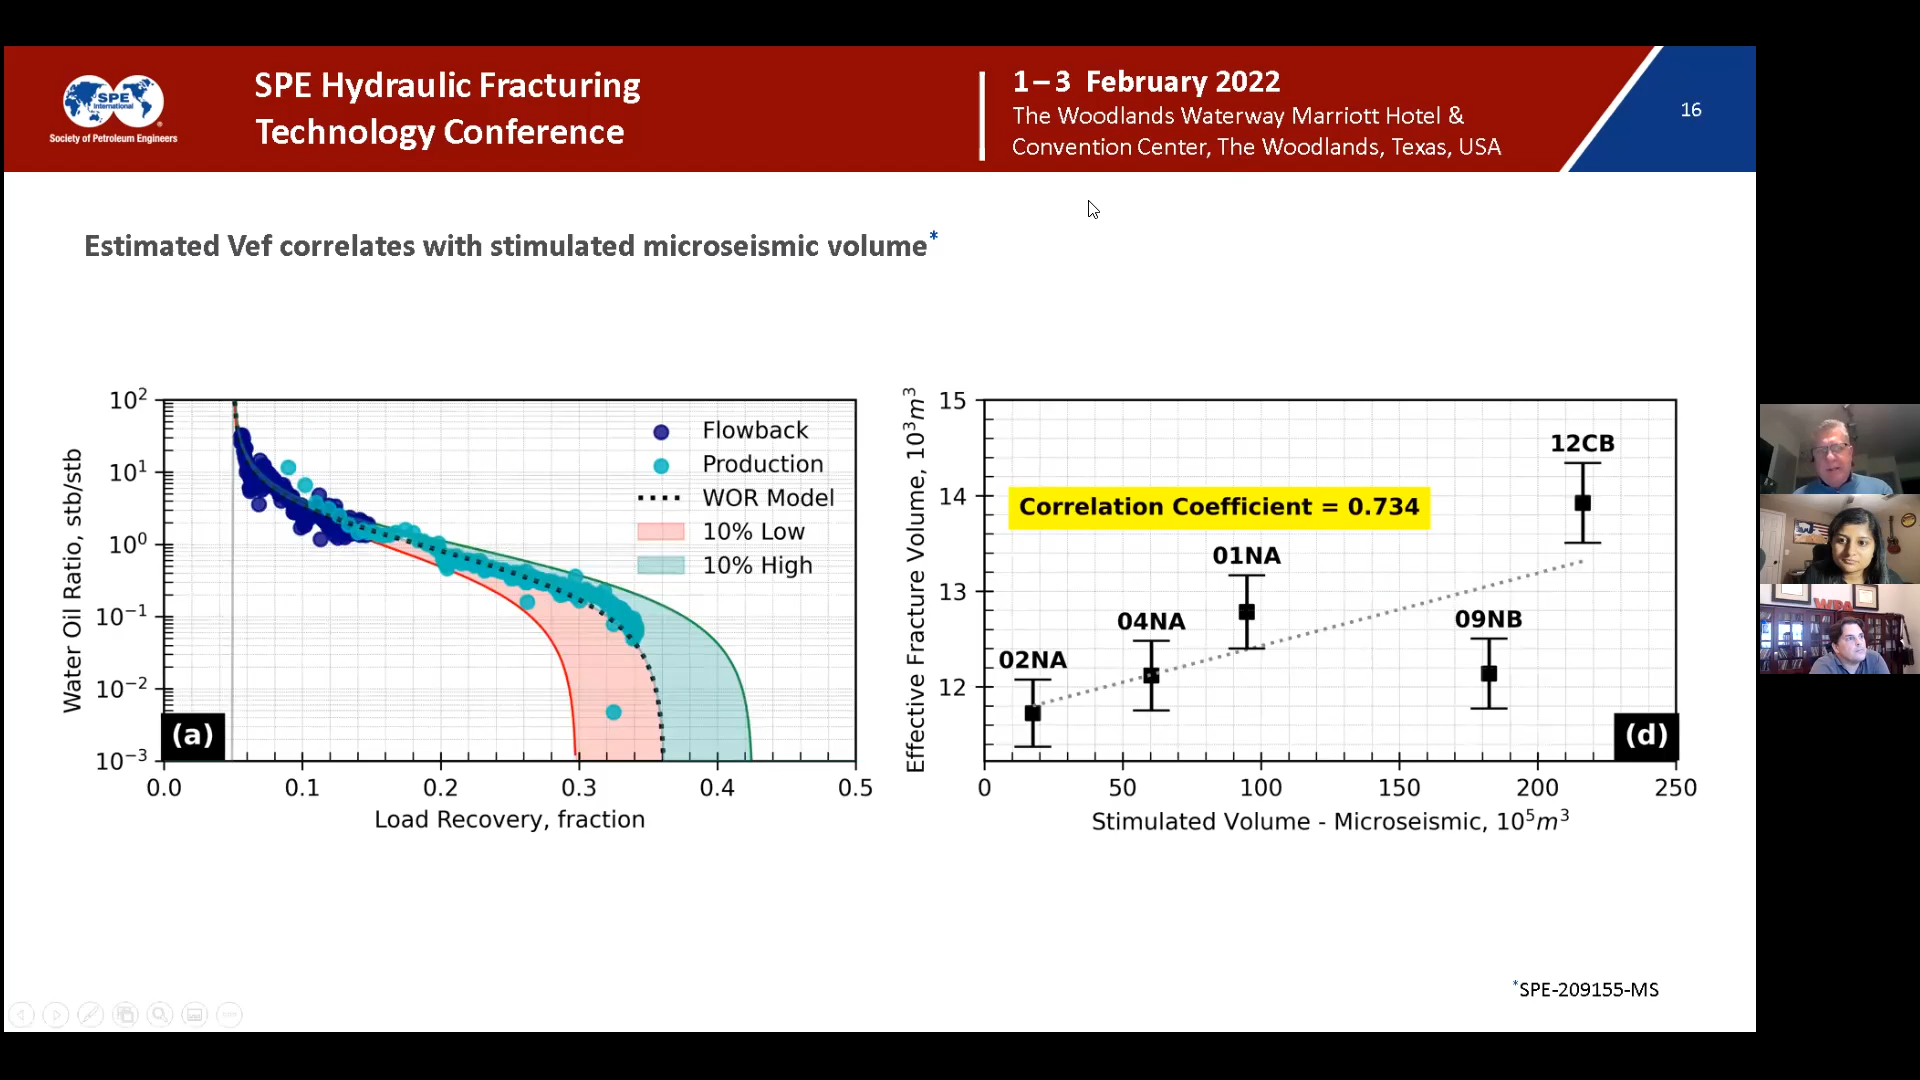 SPE
International
Society of Petroleum Engineers
SPE Hydraulic Fracturing
Technology Conference
1–3 February 2022
The Woodlands Waterway Marriott Hotel &
Convention Center, The Woodlands, Texas, USA
16
Estimated Vef correlates with stimulated microseismic volume*
Water Oil Ratio, stb/stb
10²
10¹
10⁰
10⁻¹
10⁻²
10⁻³
Flowback
Production
WOR Model
10% Low
10% High
(a)
0.0 0.1 0.2 0.3 0.4 0.5
Load Recovery, fraction
Effective Fracture Volume, 10³m³
15
14
13
12
Correlation Coefficient = 0.734
12CB
01NA
04NA
09NB
02NA
(d)
0 50 100 150 200 250
Stimulated Volume - Microseismic, 10⁵m³
*SPE-209155-MS
WPA